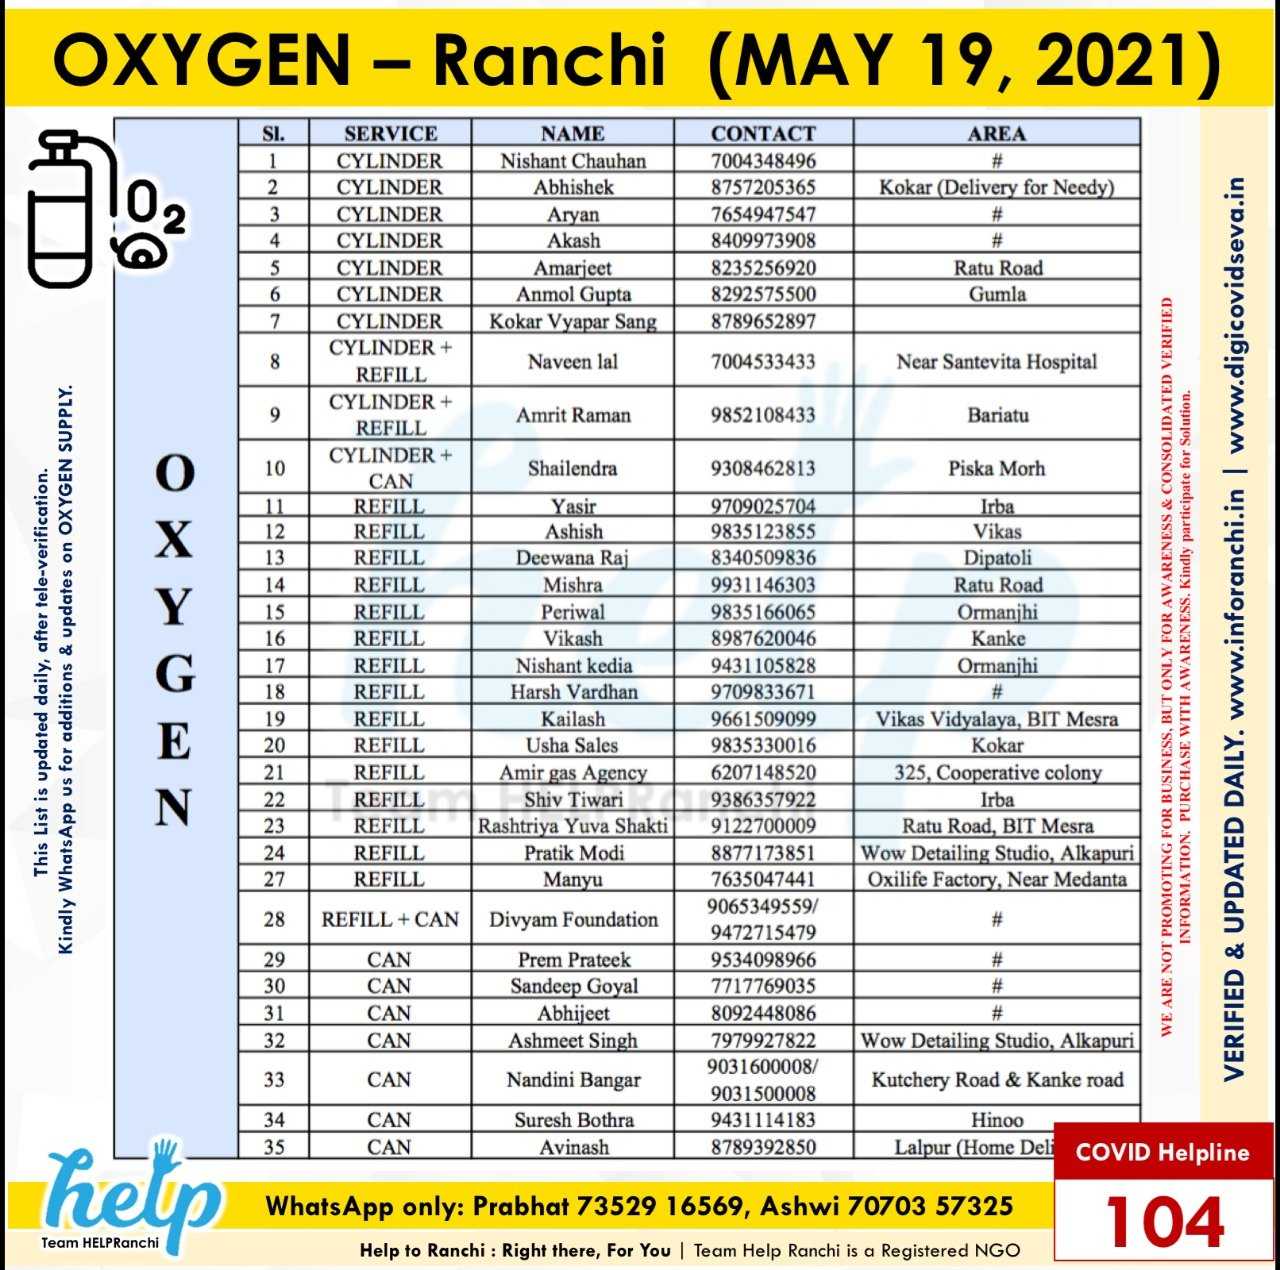 OXYGEN – Ranchi (MAY 19, 2021)
O2
This List is updated daily, after tele-verification.
Kindly WhatsApp us for additions & updates on OXYGEN SUPPLY.
OXYGEN
Sl. SERVICE NAME CONTACT AREA
1 CYLINDER Nishant Chauhan 7004348496 #
2 CYLINDER Abhishek 8757205365 Kokar (Delivery for Needy)
3 CYLINDER Aryan 7654947547 #
4 CYLINDER Akash 8409973908 #
5 CYLINDER Amarjeet 8235256920 Ratu Road
6 CYLINDER Anmol Gupta 8292575500 Gumla
7 CYLINDER Kokar Vyapar Sang 8789652897
8 CYLINDER + REFILL Naveen lal 7004533433 Near Santevita Hospital
9 CYLINDER + REFILL Amrit Raman 9852108433 Bariatu
10 CYLINDER + CAN Shailendra 9308462813 Piska Morh
11 REFILL Yasir 9709025704 Irba
12 REFILL Ashish 9835123855 Vikas
13 REFILL Deewana Raj 8340509836 Dipatoli
14 REFILL Mishra 9931146303 Ratu Road
15 REFILL Periwal 9835166065 Ormanjhi
16 REFILL Vikash 8987620046 Kanke
17 REFILL Nishant kedia 9431105828 Ormanjhi
18 REFILL Harsh Vardhan 9709833671 #
19 REFILL Kailash 9661509099 Vikas Vidyalaya, BIT Mesra
20 REFILL Usha Sales 9835330016 Kokar
21 REFILL Amir gas Agency 6207148520 325, Cooperative colony
22 REFILL Shiv Tiwari 9386357922 Irba
23 REFILL Rashtriya Yuva Shakti 9122700009 Ratu Road, BIT Mesra
24 REFILL Pratik Modi 8877173851 Wow Detailing Studio, Alkapuri
27 REFILL Manyu 7635047441 Oxilife Factory, Near Medanta
28 REFILL + CAN Divyam Foundation 9065349559/ 9472715479 #
29 CAN Prem Prateek 9534098966 #
30 CAN Sandeep Goyal 7717769035 #
31 CAN Abhijeet 8092448086 #
32 CAN Ashmeet Singh 7979927822 Wow Detailing Studio, Alkapuri
33 CAN Nandini Bangar 9031600008/ 9031500008 Kutchery Road & Kanke road
34 CAN Suresh Bothra 9431114183 Hinoo
35 CAN Avinash 8789392850 Lalpur (Home Deli
help
Team HELPRanchi
WE ARE NOT PROMOTING FOR BUSINESS, BUT ONLY FOR AWARENESS & CONSOLIDATED VERIFIED
INFORMATION. PURCHASE WITH AWARENESS. Kindly participate for Solution.
VERIFIED & UPDATED DAILY. www.inforanchi.in | www.digicovidseva.in
help
Team HELPRanchi
WhatsApp only: Prabhat 73529 16569, Ashwi 70703 57325
Help to Ranchi : Right there, For You | Team Help Ranchi is a Registered NGO
COVID Helpline
104